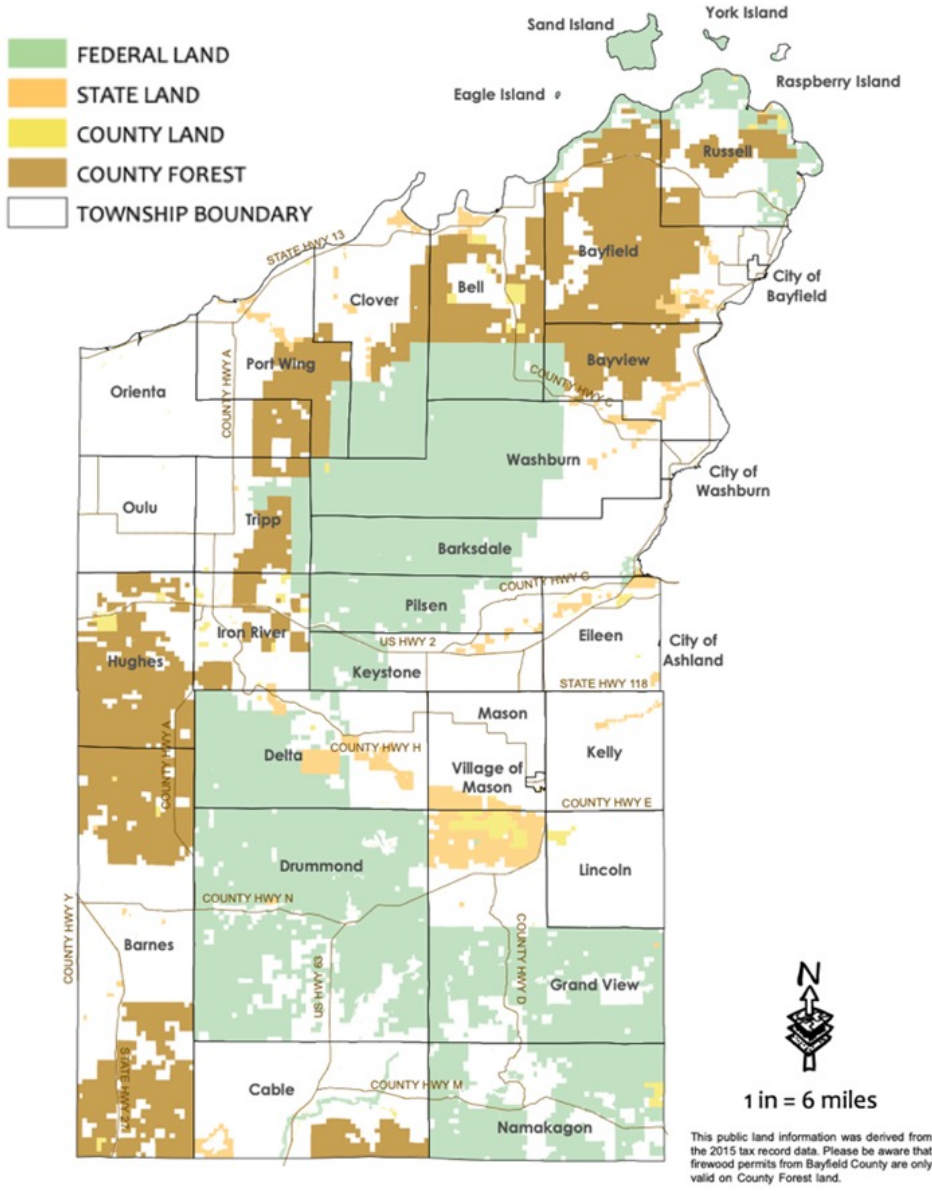 Sand Island
York Island
FEDERAL LAND
STATE LAND
Raspberry Island
Eagle Island
COUNTY LAND
Russell
COUNTY FOREST
TOWNSHIP BOUNDARY
STATE HWY 13
Bayfield
City of
Bayfield
Bell
Clover
Port Wing
Bayview
COUNTY HWY A
COUNTY HWY C
Orienta
Washburn
City of
Washburn
Oulu
Tripp
Barksdale
COUNTY HWY G
Pilsen
Iron River
US HWY 2
Eileen
City of
Ashland
Hughes
Keystone
STATE HWY 118
Mason
COUNTY HWY A
Delta
COUNTY HWY H
Kelly
Village of
Mason
COUNTY HWY E
Drummond
Lincoln
COUNTY HWY N
COUNTY HWY Y
Barnes
COUNTY HWY D
US HWY 63
Grand View
N
STATE HWY 27
Cable
COUNTY HWY M
Namakagon
1 in = 6 miles
This public land information was derived from
the 2015 tax record data. Please be aware that
firewood permits from Bayfield County are only
valid on County Forest land.